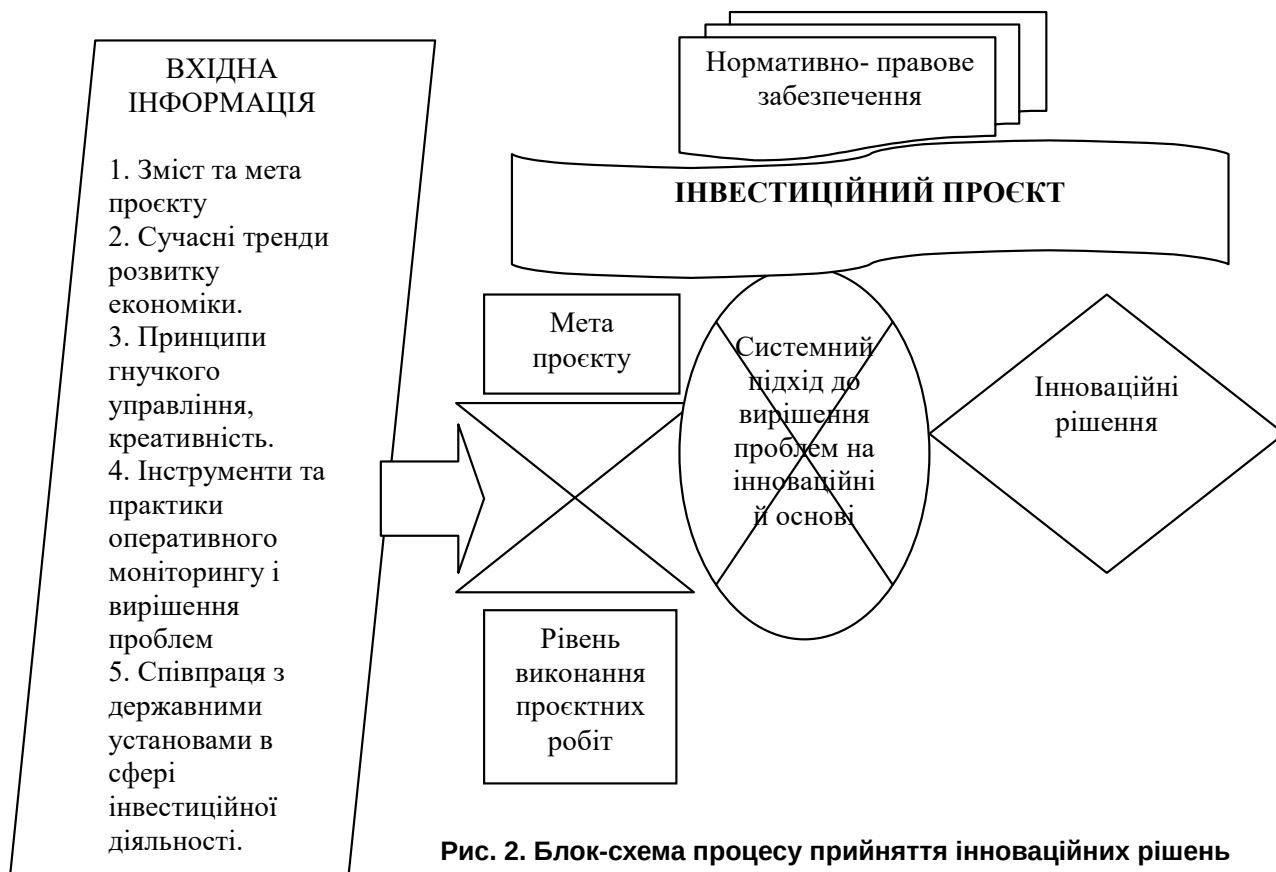 ВХІДНА
ІНФОРМАЦІЯ
1. Зміст та мета
проєкту
2. Сучасні тренди
розвитку
економіки.
3. Принципи
гнучкого
управління,
креативність.
4. Інструменти та
практики
оперативного
моніторингу і
вирішення
проблем
5. Співпраця з
державними
установами в
сфері
інвестиційної
діяльності.
Нормативно- правове
забезпечення
ІНВЕСТИЦІЙНИЙ ПРОЄКТ
Мета
проєкту
Системний
підхід до
вирішення
проблем на
інноваційні
й основі
Інноваційні
рішення
Рівень
виконання
проєктних
робіт
Рис. 2. Блок-схема процесу прийняття інноваційних рішень